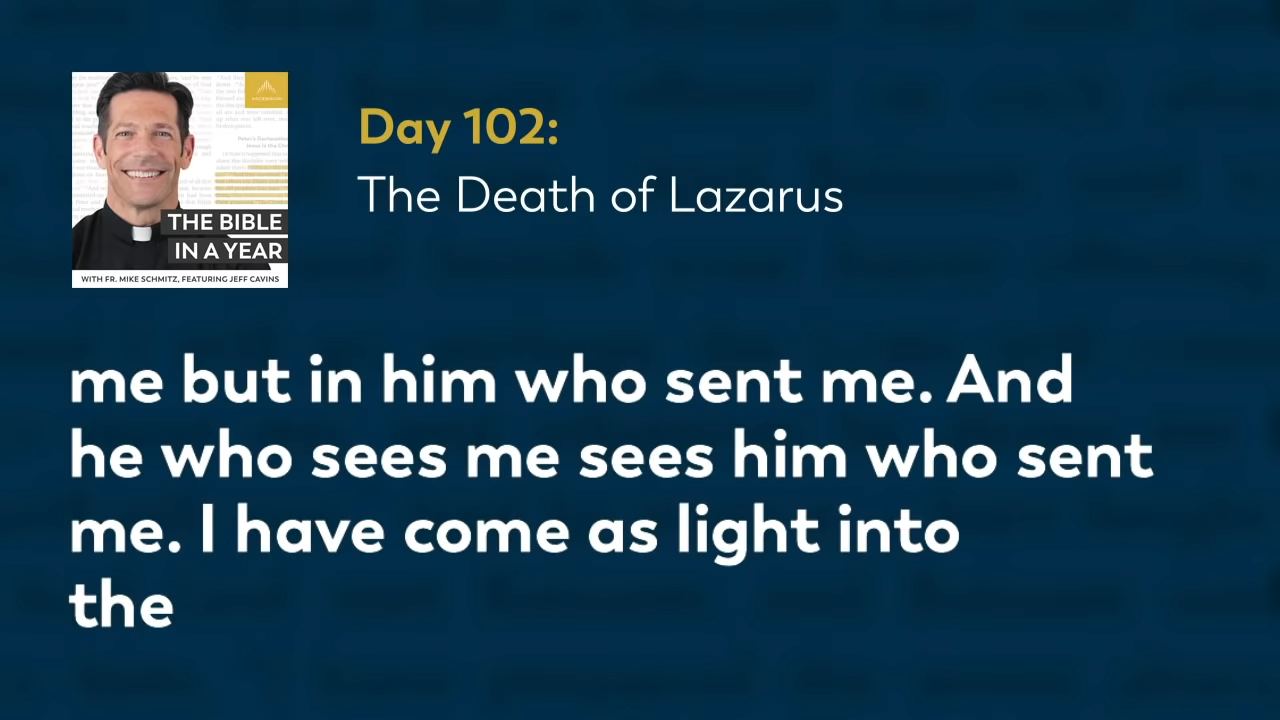 Day 102:
The Death of Lazarus
THE BIBLE
IN A YEAR
WITH FR. MIKE SCHMITZ, FEATURING JEFF CAVINS
me but in him who sent me. And
he who sees me sees him who sent
me. I have come as light into
the